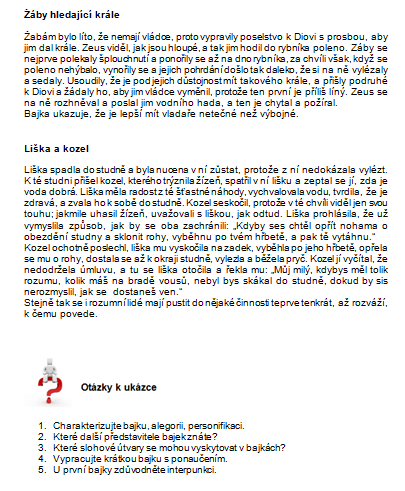 Žáby hledající krále
Žabám bylo líto, že nemají vládce, proto vypravily poselstvo k Diovi s prosbou, aby
jim dal krále. Zeus viděl, jak jsou hloupé, a tak jim hodil do rybníka poleno. Žáby se
nejprve polekaly šplouchnutí a ponořily se až na dno rybníka, za chvíli však, když se
poleno nehýbalo, vynořily se a jejich pohrdání došlo tak daleko, že si na ně vylézaly
a sedaly. Usoudily, že je pod jejich důstojnost mít takového krále, a přišly podruhé
k Diovi a žádaly ho, aby jim vládce vyměnil, protože ten první je příliš líný. Zeus se
na ně rozhněval a poslal jim vodního hada, a ten je chytal a požíral.
Bajka ukazuje, že je lepší mít vladaře netečné než výbojné.
Liška a kozel
Liška spadla do studně a byla nucena v ní zůstat, protože z ní nedokázala vylézt.
K té studni přišel kozel, kterého trýznila žízeň, spatřil v ní lišku a zeptal se jí, zda je
voda dobrá. Liška měla radost z té šťastné náhody, vychvalovala vodu, tvrdila, že je
zdravá, a zvala ho k sobě do studně. Kozel seskočil, protože v té chvíli viděl jen svou
touhu; jakmile uhasil žízeň, uvažovali s liškou, jak odtud. Liška prohlásila, že už
vymyslila způsob, jak by se oba zachránili: „Kdyby ses chtěl opřít nohama o
obezdění studny a sklonit rohy, vyběhnu po tvém hřbetě, a pak tě vytáhnu.“
Kozel ochotně poslechl, liška mu vyskočila na zadek, vyběhla po jeho hřbetě, opřela
se mu o rohy, dostala se až k okraji studně, vylezla a běžela pryč. Kozel jí vyčítal, že
nedodržela úmluvu, a tu se liška otočila a řekla mu: „Můj milý, kdybys měl tolik
rozumu, kolik máš na bradě vousů, nebyl bys skákal do studně, dokud by sis
nerozmyslil, jak se dostaneš ven.“
Stejně tak se i rozumní lidé mají pustit do nějaké činnosti teprve tenkrát, až rozváží,
k čemu povede.
Otázky k ukázce
1. Charakterizujte bajku, alegorii, personifikaci.
2. Které další představitele bajek znáte?
3. Které slohové útvary se mohou vyskytovat v bajkách?
4. Vypracujte krátkou bajku s ponaučením.
5. U první bajky zdůvodněte interpunkci.